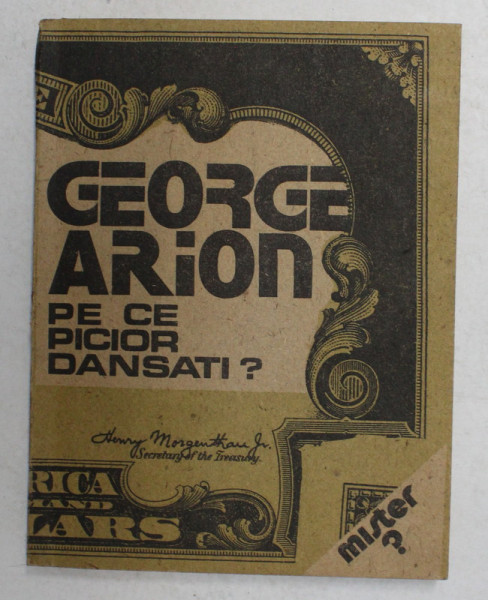 GEORGE
ARION
PE CE
PICIOR
DANSATI ?
Henry Morgenthau Jr.
Secretary of the Treasury.
RICA
LARS
mister
?